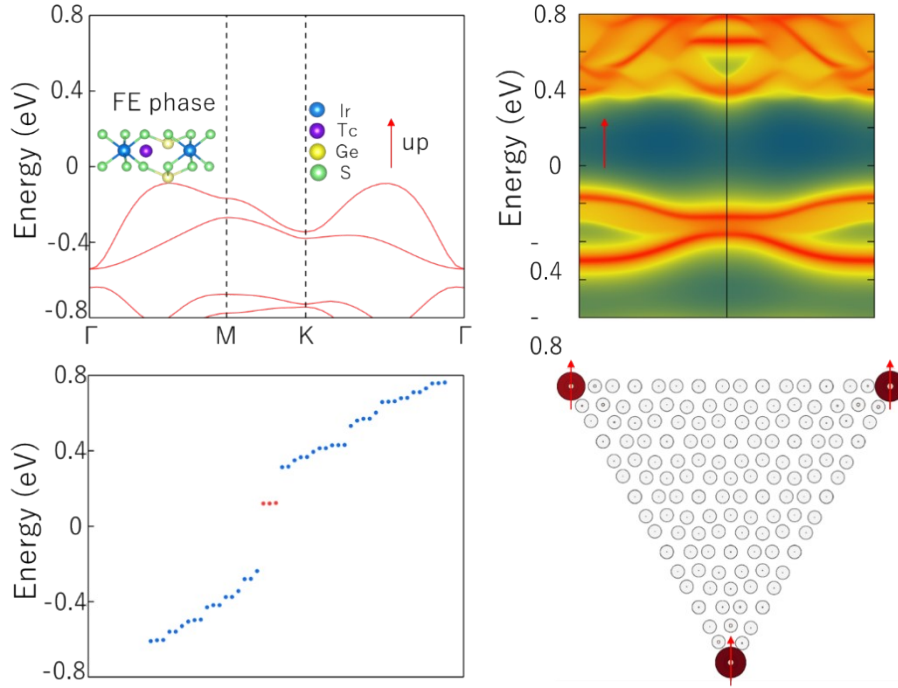 0.8
0.4
0
-0.4
-0.8
Energy (eV)
FE phase
Ir
Tc
Ge
S
up
Γ
M
K
Γ
0.8
0.4
0
-
0.4
-
0.8
Energy (eV)
0.8
0.4
0
-0.4
-0.8
Energy (eV)